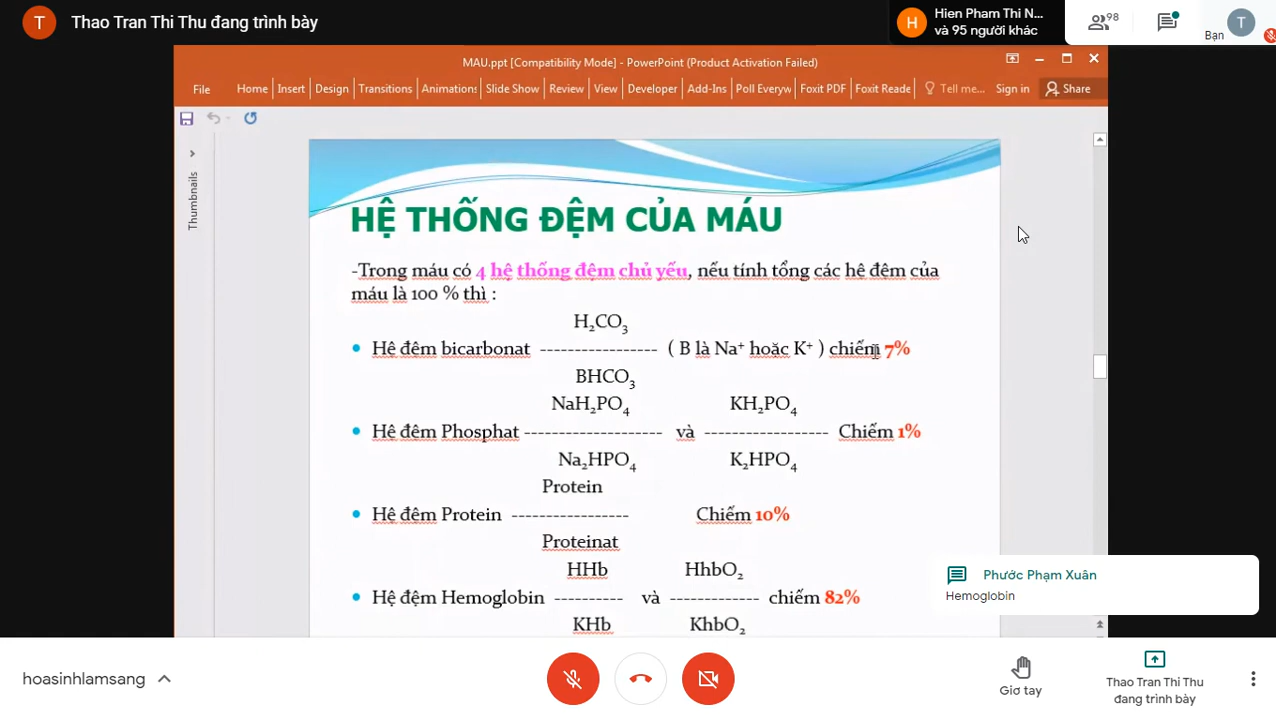 T Thao Tran Thi Thu đang trình bày
H Hien Pham Thi N...
và 95 người khác
98
T
Bạn
MAU.ppt [Compatibility Mode] - PowerPoint (Product Activation Failed)
File Home Insert Design Transitions Animations Slide Show Review View Developer Add-Ins Poll Everyw Foxit PDF Foxit Reade Tell me... Sign in Share
Thumbnails
HỆ THỐNG ĐỆM CỦA MÁU
-Trong máu có 4 hệ thống đệm chủ yếu, nếu tính tổng các hệ đệm của
máu là 100 % thì :
H₂CO₃
• Hệ đệm bicarbonat ------------------ ( B là Na⁺ hoặc K⁺ ) chiếm 7%
BHCO₃
NaH₂PO₄ KH₂PO₄
• Hệ đệm Phosphat -------------------- và ------------------ Chiếm 1%
Na₂HPO₄ K₂HPO₄
Protein
• Hệ đệm Protein ----------------- Chiếm 10%
Proteinat
HHb HhbO₂
• Hệ đệm Hemoglobin ---------- và ------------- chiếm 82%
KHb KhbO₂
Phước Phạm Xuân
Hemoglobin
hoasinhlamsang
Giơ tay
Thao Tran Thi Thu
đang trình bày